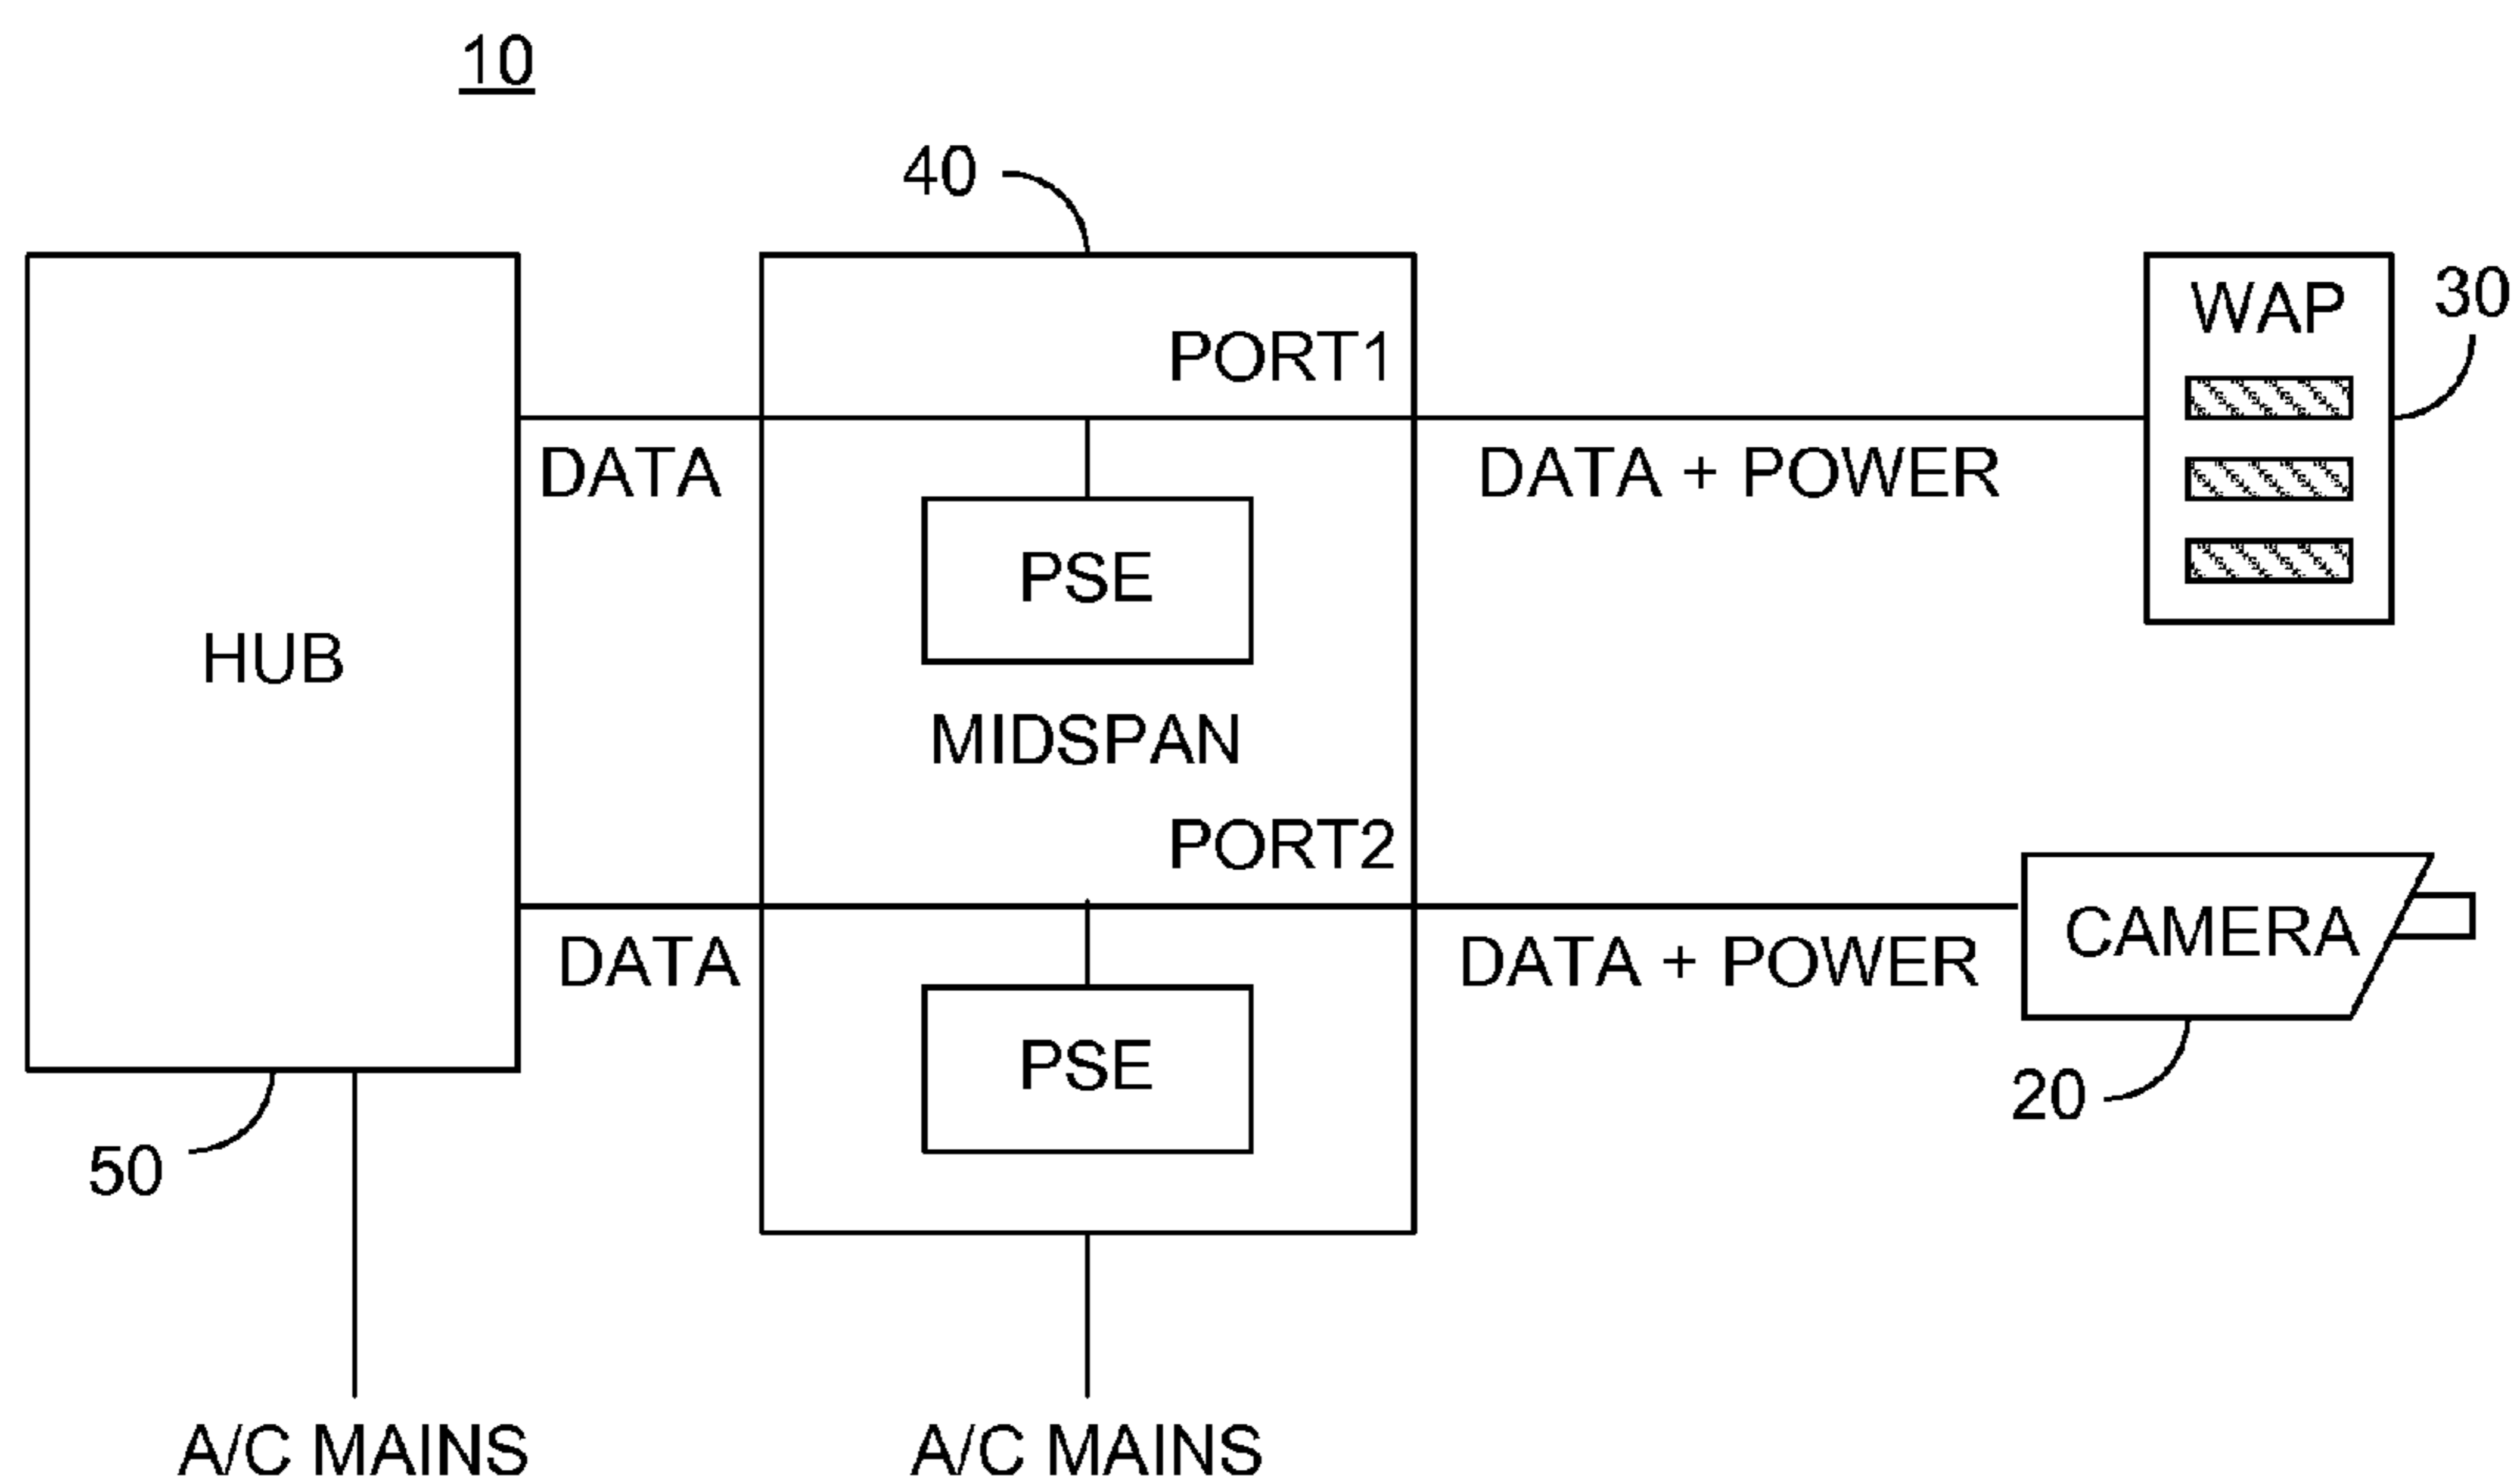 10
40
WAP
30
PORT1
DATA
DATA + POWER
PSE
HUB
MIDSPAN
PORT2
CAMERA
DATA
DATA + POWER
PSE
20
50
A/C MAINS
A/C MAINS